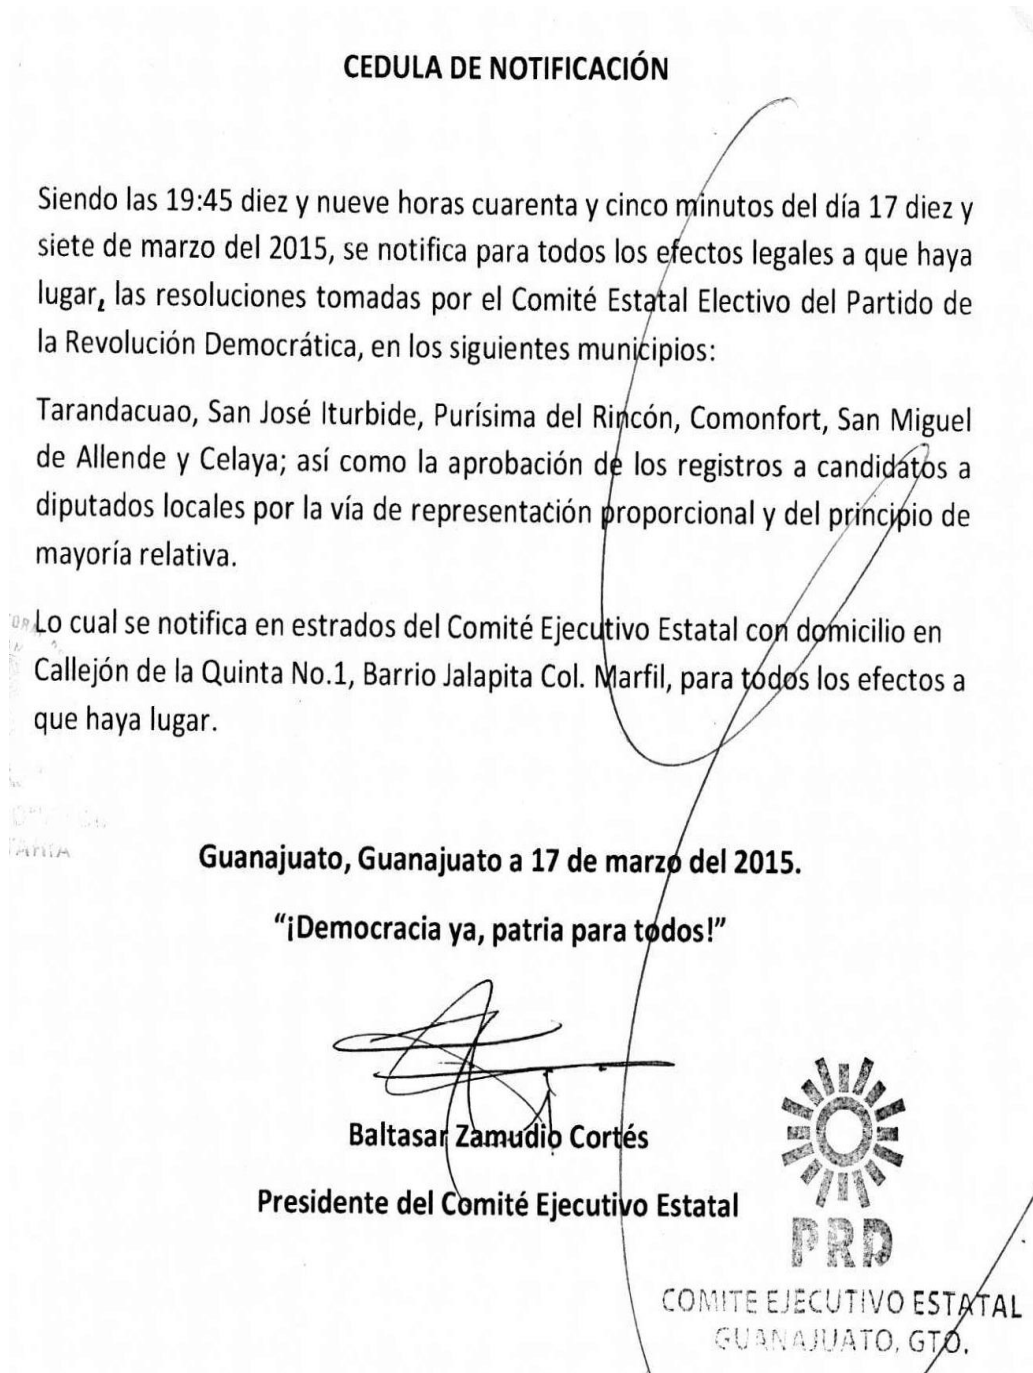 CEDULA DE NOTIFICACIÓN
Siendo las 19:45 diez y nueve horas cuarenta y cinco minutos del día 17 diez y
siete de marzo del 2015, se notifica para todos los efectos legales a que haya
lugar, las resoluciones tomadas por el Comité Estatal Electivo del Partido de
la Revolución Democrática, en los siguientes municipios:
Tarandacuao, San José Iturbide, Purísima del Rincón, Comonfort, San Miguel
de Allende y Celaya; así como la aprobación de los registros a candidatos a
diputados locales por la vía de representación proporcional y del principio de
mayoría relativa.
Lo cual se notifica en estrados del Comité Ejecutivo Estatal con domicilio en
Callejón de la Quinta No.1, Barrio Jalapita Col. Marfil, para todos los efectos a
que haya lugar.
Guanajuato, Guanajuato a 17 de marzo del 2015.
“¡Democracia ya, patria para todos!”
Baltasar Zamudio Cortés
Presidente del Comité Ejecutivo Estatal
PRD
COMITE EJECUTIVO ESTATAL
GUANAJUATO, GTO.